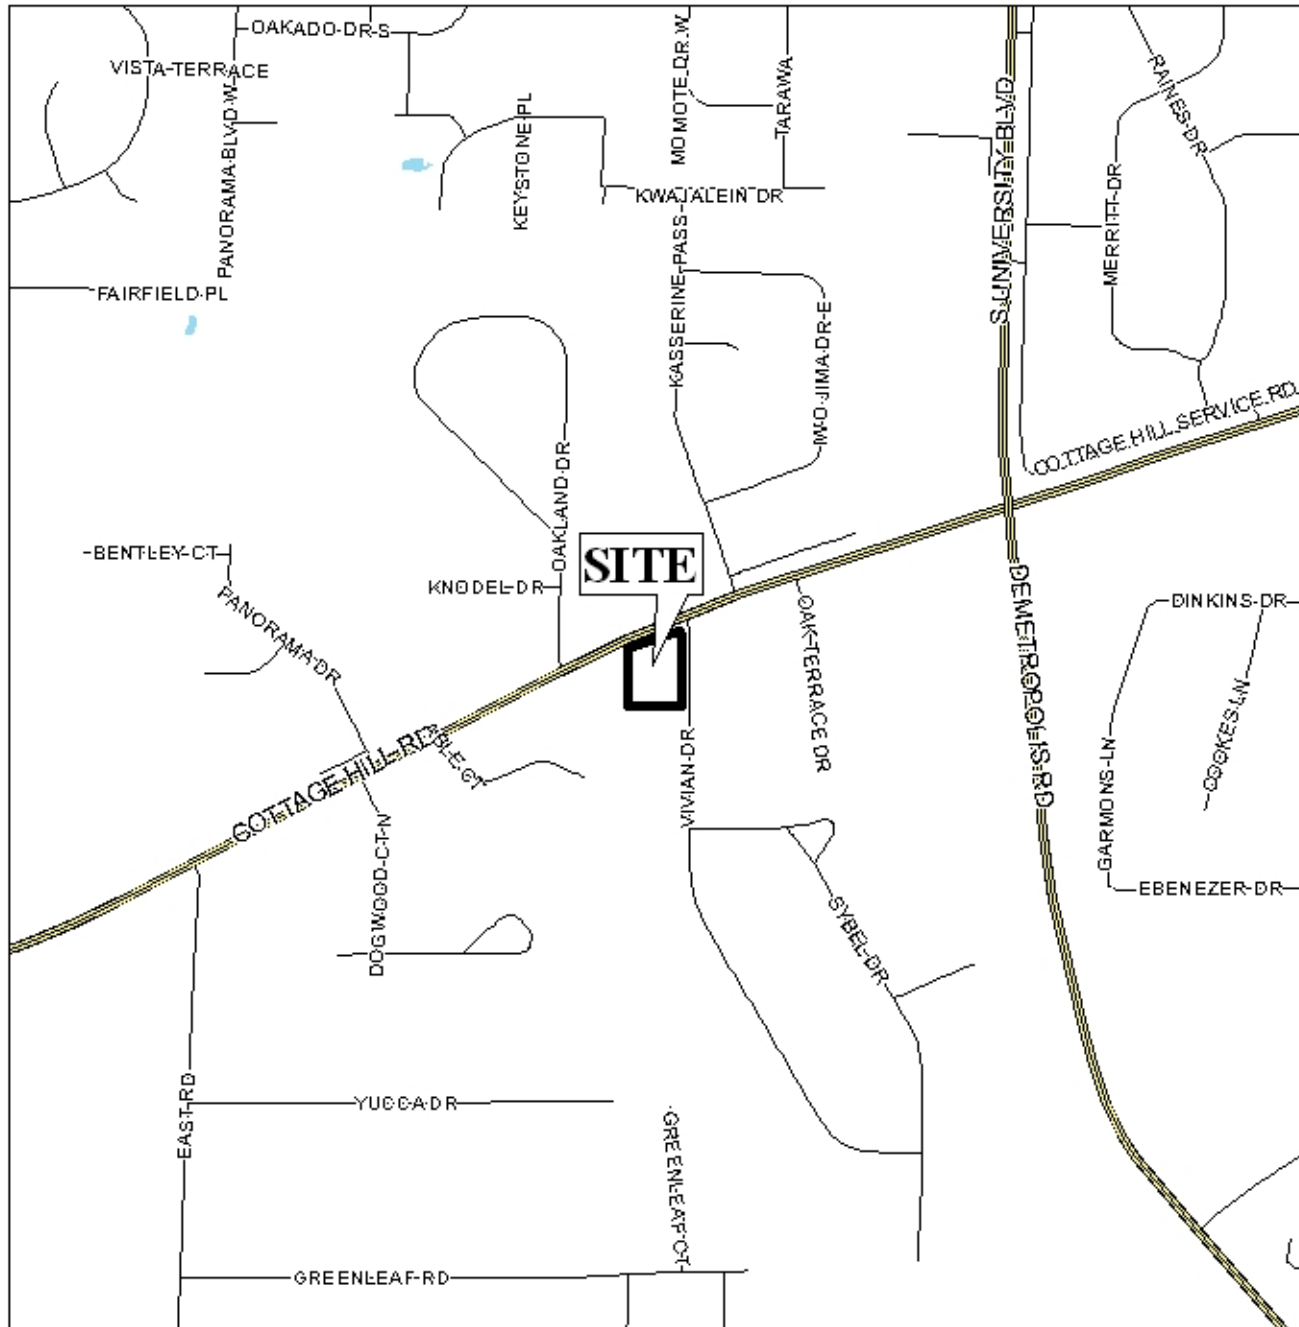 OAKADO DR S
VISTA TERRACE
PANORAMA BLVD W
KEYSTONE PL
MOMOTE DR W
TARAWA
KWAJALEIN DR
S UNIVERSITY BLVD
RAINES DR
MERRITT DR
FAIRFIELD PL
KASSERINE PASS
IWO JIMA DR E
COTTAGE HILL SERVICE RD
OAKLAND DR
BENTLEY CT
KNODEL DR
SITE
PANORAMA DR
OAK TERRACE DR
DEMETROPOLIS RD
DINKINS DR
COOKES LN
GARMONS LN
COTTAGE HILL RD
VIVIAN DR
DOGWOOD CT N
EBENEZER DR
SYBEL DR
EAST RD
YUCCA DR
GREENLEAF CT
GREENLEAF RD